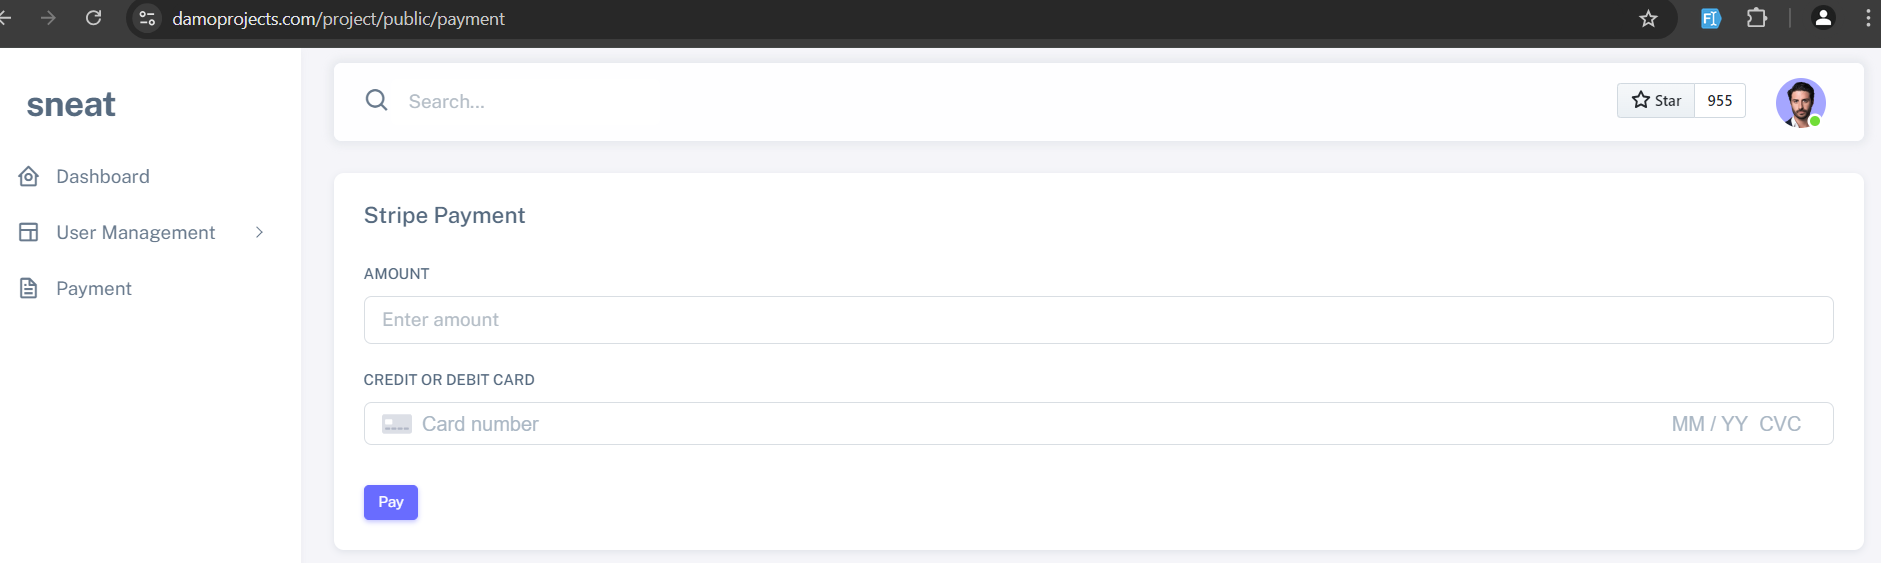 damoprojects.com/project/public/payment
sneat
Search...
Star 955
Dashboard
User Management
Payment
Stripe Payment
AMOUNT
Enter amount
CREDIT OR DEBIT CARD
Card number MM / YY CVC
Pay